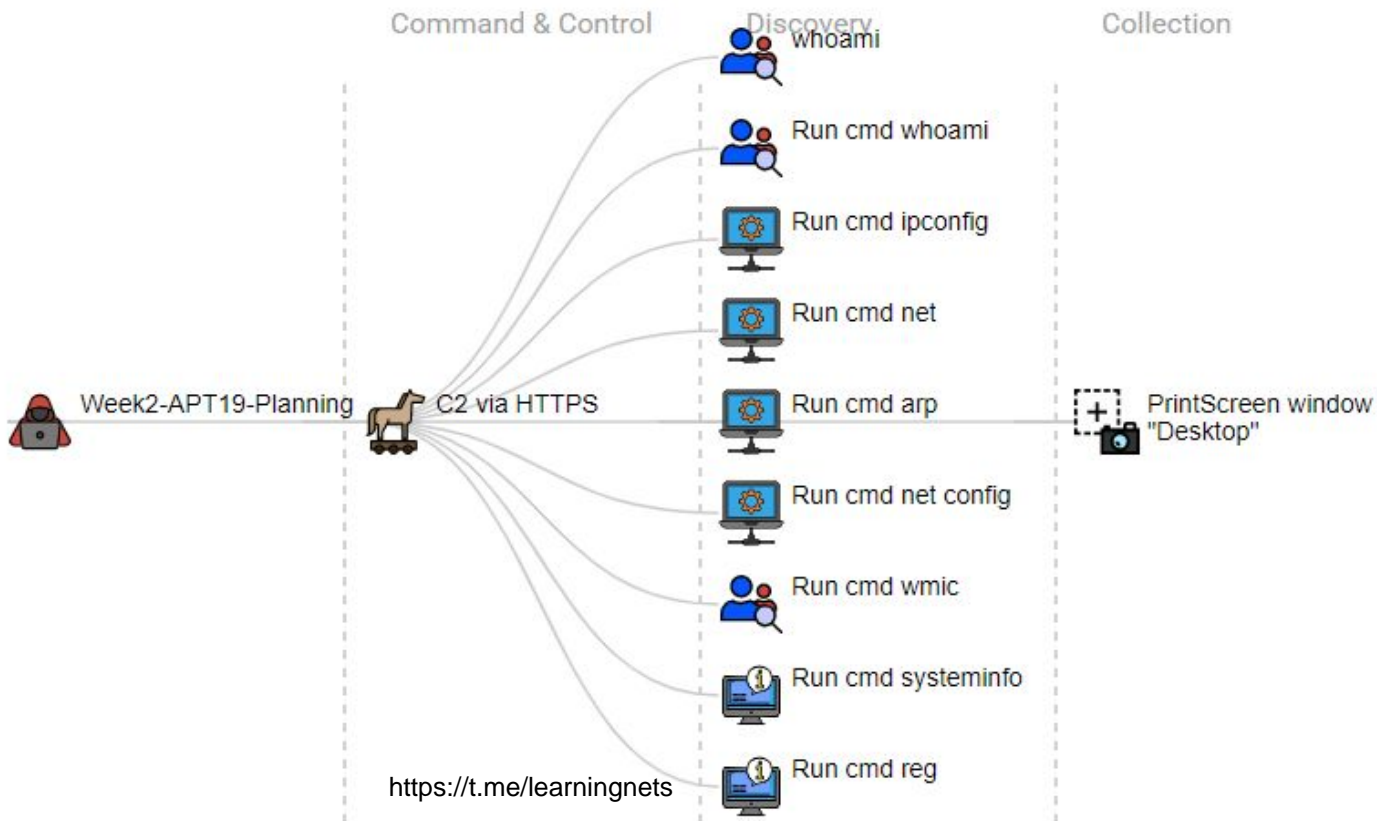 Command & Control
Discovery
Collection
whoami
Run cmd whoami
Run cmd ipconfig
Run cmd net
Week2-APT19-Planning
C2 via HTTPS
Run cmd arp
PrintScreen window
"Desktop"
Run cmd net config
Run cmd wmic
Run cmd systeminfo
Run cmd reg
https://t.me/learningnets